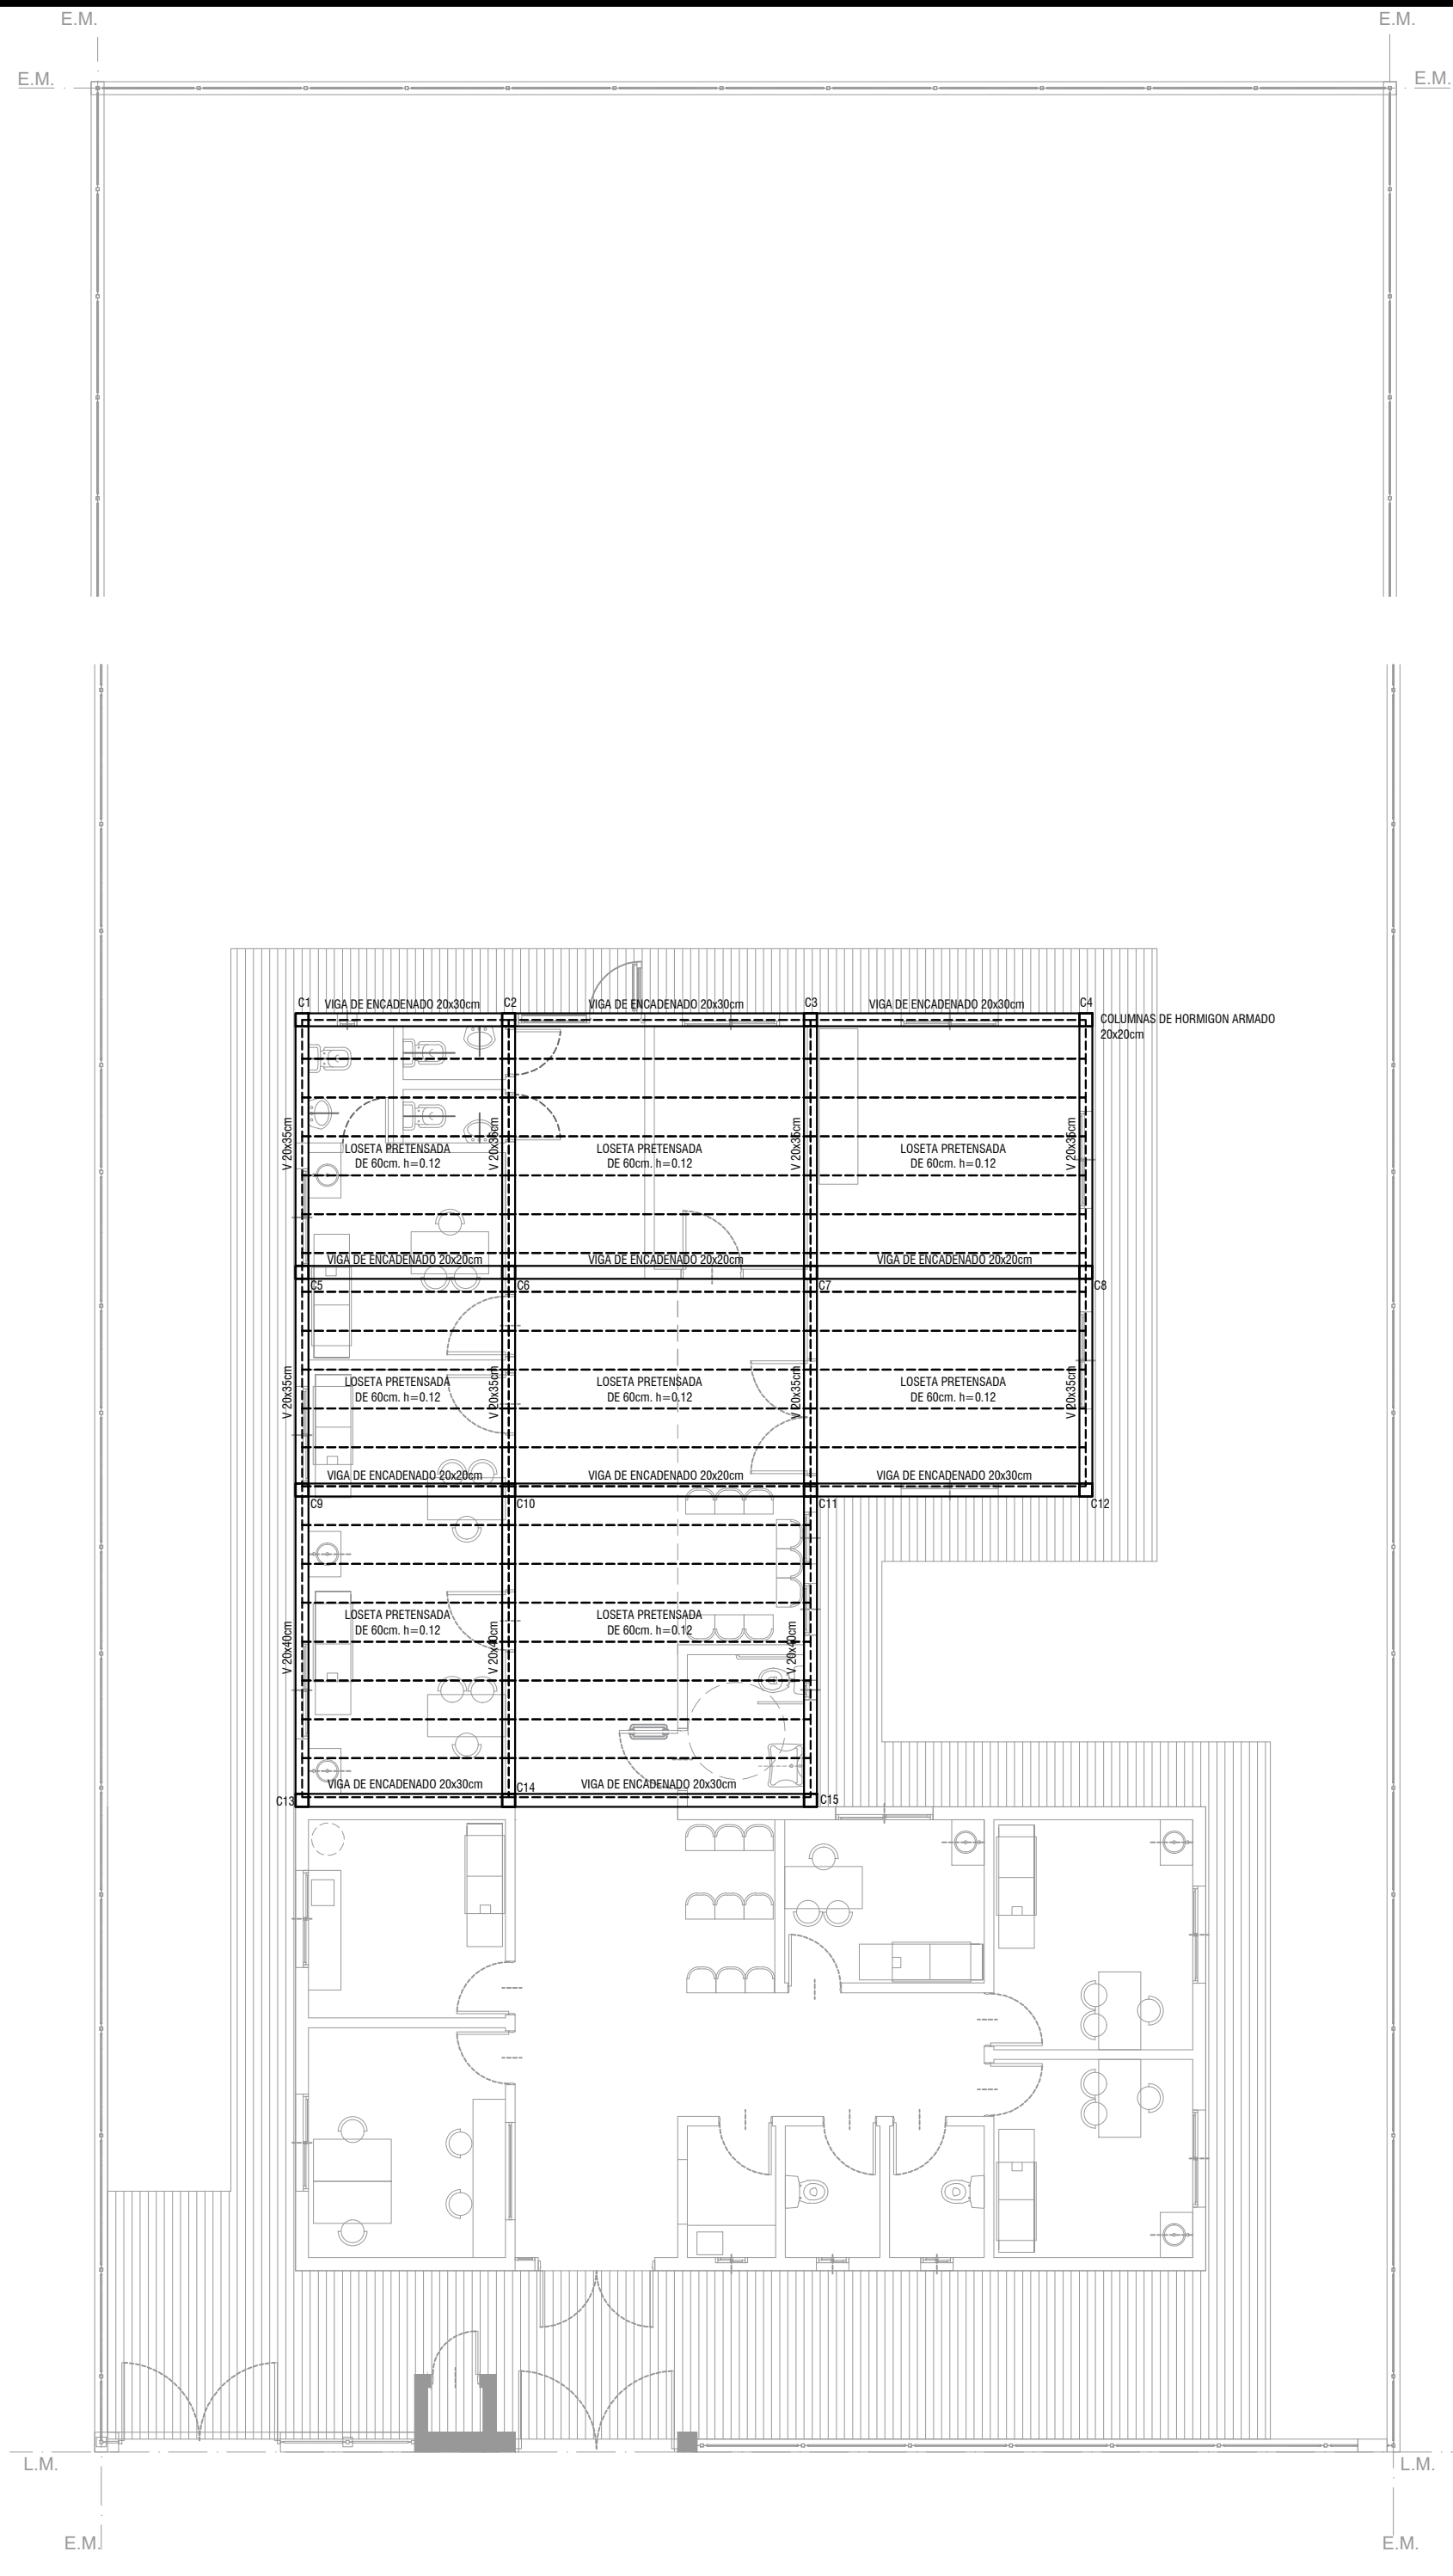 E.M.
E.M.
E.M.
E.M.
C1
VIGA DE ENCADENADO 20x30cm
C2
VIGA DE ENCADENADO 20x30cm
C3
VIGA DE ENCADENADO 20x30cm
C4
COLUMNAS DE HORMIGON ARMADO
20x20cm
V 20x35cm
V 20x35cm
V 20x35cm
V 20x35cm
LOSETA PRETENSADA
DE 60cm. h=0.12
LOSETA PRETENSADA
DE 60cm. h=0.12
LOSETA PRETENSADA
DE 60cm. h=0.12
VIGA DE ENCADENADO 20x20cm
VIGA DE ENCADENADO 20x20cm
VIGA DE ENCADENADO 20x20cm
C5
C6
C7
C8
V 20x35cm
V 20x35cm
V 20x35cm
V 20x35cm
LOSETA PRETENSADA
DE 60cm. h=0.12
LOSETA PRETENSADA
DE 60cm. h=0.12
LOSETA PRETENSADA
DE 60cm. h=0.12
VIGA DE ENCADENADO 20x20cm
VIGA DE ENCADENADO 20x20cm
VIGA DE ENCADENADO 20x30cm
C9
C10
C11
C12
V 20x40cm
V 20x40cm
V 20x40cm
LOSETA PRETENSADA
DE 60cm. h=0.12
LOSETA PRETENSADA
DE 60cm. h=0.12
VIGA DE ENCADENADO 20x30cm
C14
VIGA DE ENCADENADO 20x30cm
C13
C15
L.M.
L.M.
E.M.
E.M.